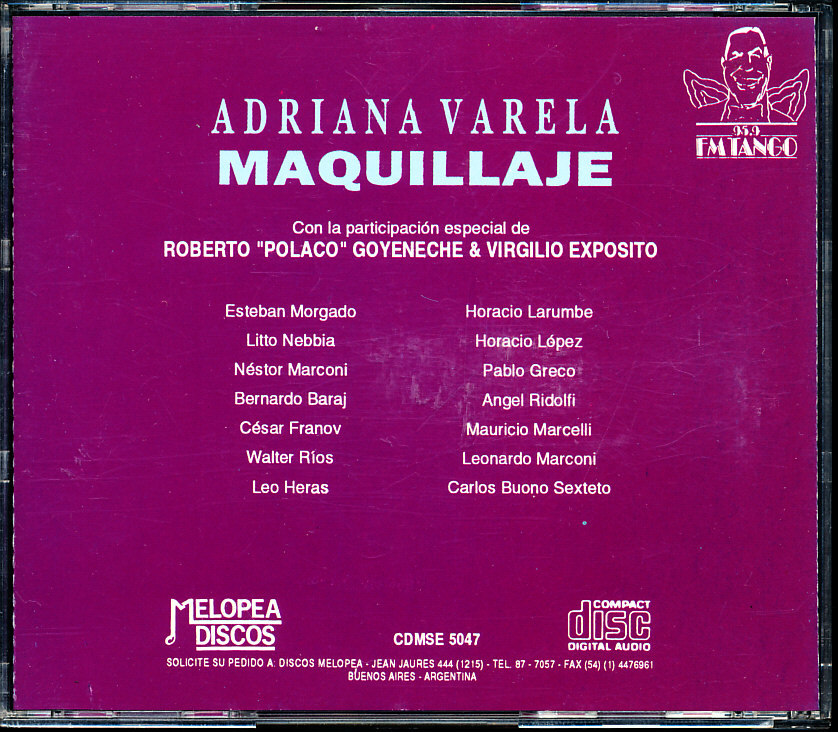 95.9
FM TANGO
ADRIANA VARELA
MAQUILLAJE
Con la participación especial de
ROBERTO "POLACO" GOYENECHE & VIRGILIO EXPOSITO
Esteban Morgado
Litto Nebbia
Néstor Marconi
Bernardo Baraj
César Franov
Walter Ríos
Leo Heras
Horacio Larumbe
Horacio López
Pablo Greco
Angel Ridolfi
Mauricio Marcelli
Leonardo Marconi
Carlos Buono Sexteto
MELOPEA
DISCOS
CDMSE 5047
COMPACT
disc
DIGITAL AUDIO
SOLICITE SU PEDIDO A: DISCOS MELOPEA - JEAN JAURES 444 (1215) - TEL. 87 - 7057 - FAX (54) (1) 4476961
BUENOS AIRES - ARGENTINA